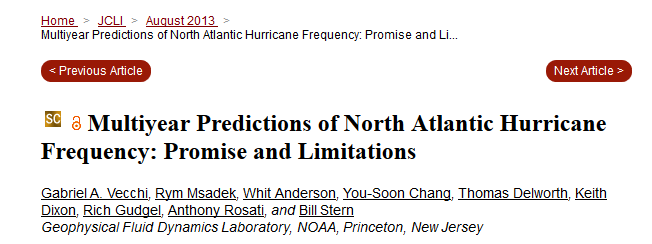 Home > JCLI > August 2013 >
Multiyear Predictions of North Atlantic Hurricane Frequency: Promise and Li...
< Previous Article
Next Article >
SC
Multiyear Predictions of North Atlantic Hurricane
Frequency: Promise and Limitations
Gabriel A. Vecchi, Rym Msadek, Whit Anderson, You-Soon Chang, Thomas Delworth, Keith
Dixon, Rich Gudgel, Anthony Rosati, and Bill Stern
Geophysical Fluid Dynamics Laboratory, NOAA, Princeton, New Jersey